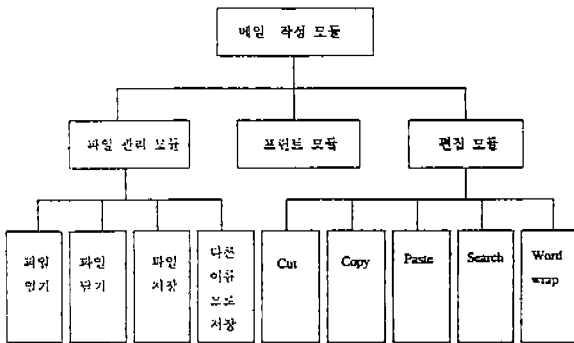 메일 작성 모듈
파일 관리 모듈
프린트 모듈
편집 모듈
파일
열기
파일
닫기
파일
저장
다른
이름
으로
저장
Cut
Copy
Paste
Search
Word
wrap